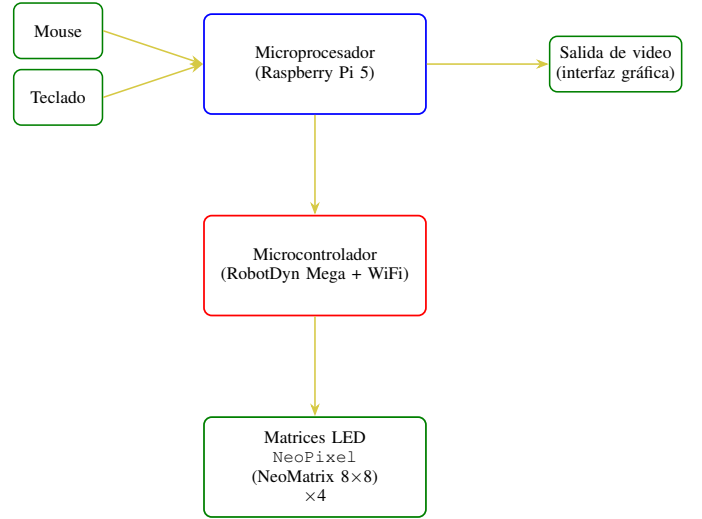 Mouse
Teclado
Microprocesador
(Raspberry Pi 5)
Salida de video
(interfaz gráfica)
Microcontrolador
(RobotDyn Mega + WiFi)
Matrices LED
NeoPixel
(NeoMatrix 8×8)
×4